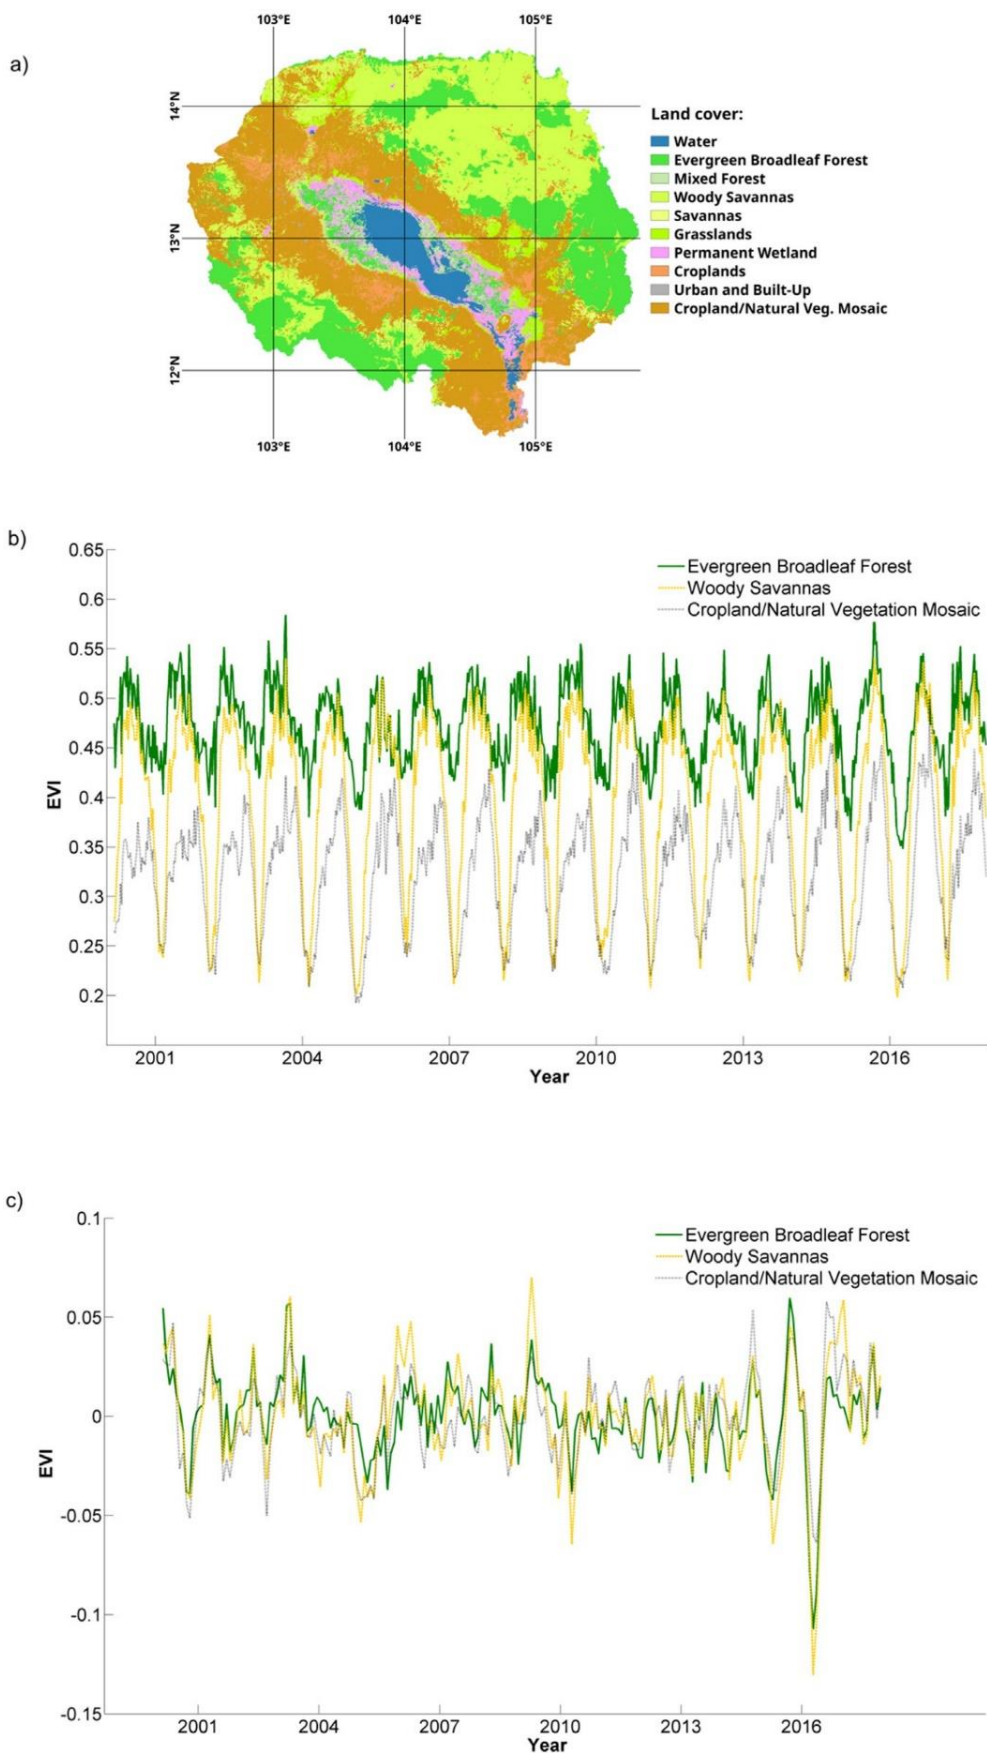 a)
103°E 104°E 105°E
14°N
13°N
12°N
103°E 104°E 105°E
Land cover:
Water
Evergreen Broadleaf Forest
Mixed Forest
Woody Savannas
Savannas
Grasslands
Permanent Wetland
Croplands
Urban and Built-Up
Cropland/Natural Veg. Mosaic
b)
Evergreen Broadleaf Forest
Woody Savannas
Cropland/Natural Vegetation Mosaic
0.65
0.6
0.55
0.5
0.45
0.4
0.35
0.3
0.25
0.2
EVI
2001 2004 2007 2010 2013 2016
Year
c)
Evergreen Broadleaf Forest
Woody Savannas
Cropland/Natural Vegetation Mosaic
0.1
0.05
0
-0.05
-0.1
-0.15
EVI
2001 2004 2007 2010 2013 2016
Year